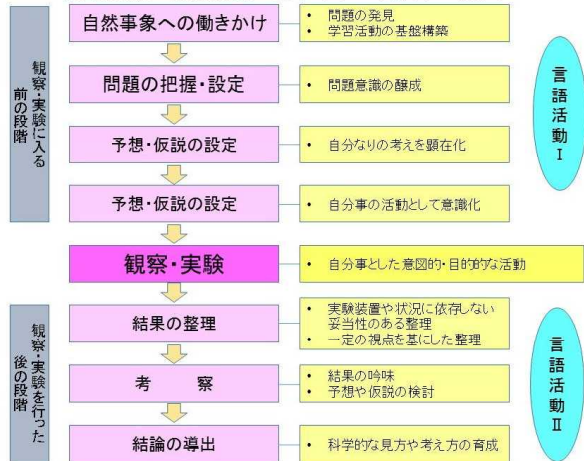 自然事象への働きかけ
・ 問題の発見
・ 学習活動の基盤構築
問題の把握・設定
・ 問題意識の醸成
予想・仮説の設定
・ 自分なりの考えを顕在化
予想・仮説の設定
・ 自分事の活動として意識化
観察・実験に入る
前の段階
言語活動Ⅰ
観察・実験
・ 自分事とした意図的・目的的な活動
結果の整理
・ 実験装置や状況に依存しない
妥当性のある整理
・ 一定の視点を基にした整理
考 察
・ 結果の吟味
・ 予想や仮説の検討
結論の導出
・ 科学的な見方や考え方の育成
観察・実験を行った
後の段階
言語活動Ⅱ